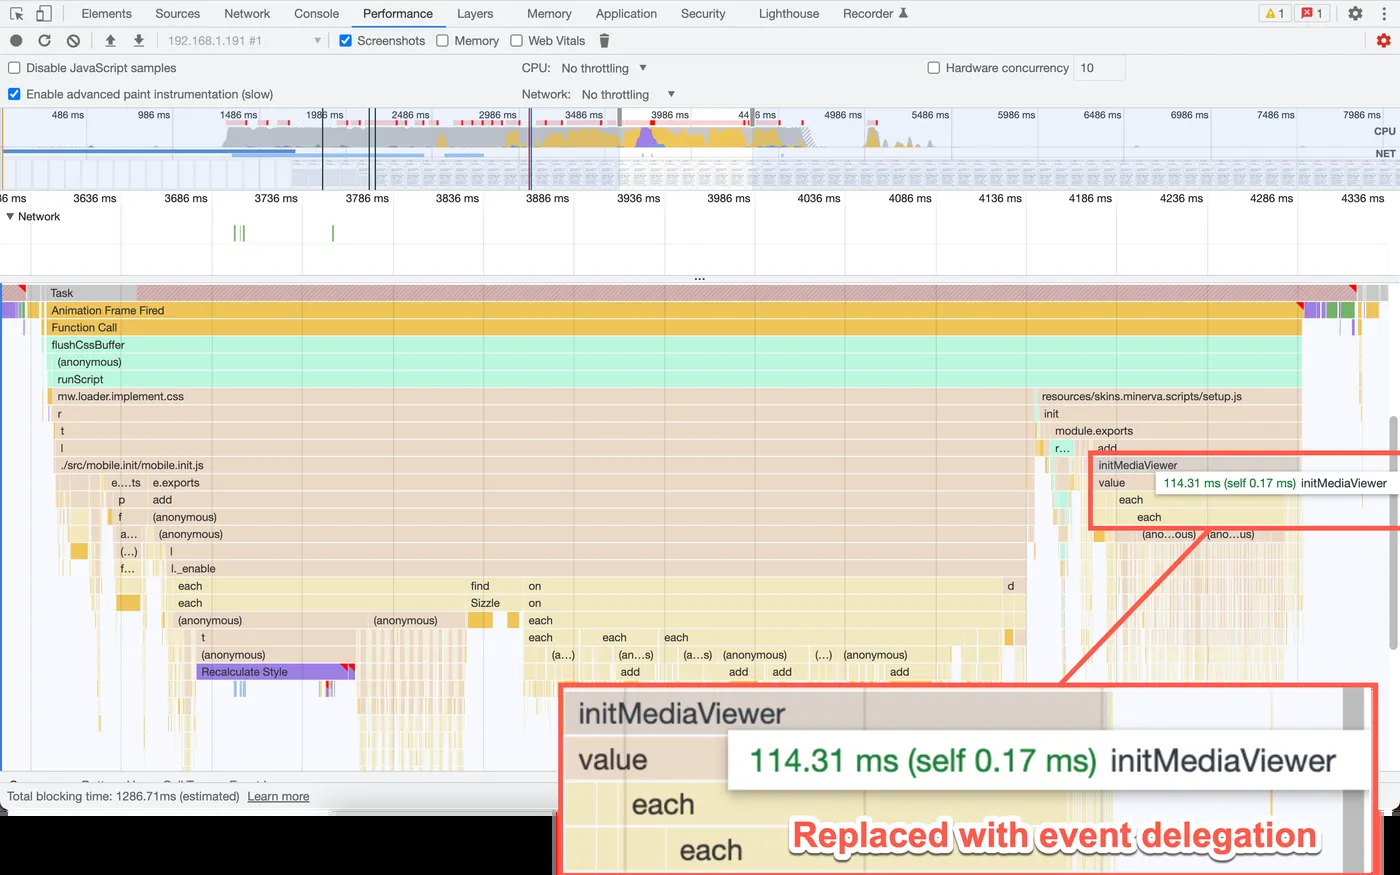 Elements Sources Network Console Performance Layers Memory Application Security Lighthouse Recorder 1 1
192.168.1.191 #1 Screenshots Memory Web Vitals
Disable JavaScript samples CPU: No throttling Hardware concurrency 10
Enable advanced paint instrumentation (slow) Network: No throttling
486 ms 986 ms 1486 ms 1986 ms 2486 ms 2986 ms 3486 ms 3986 ms 44 6 ms 4986 ms 5486 ms 5986 ms 6486 ms 6986 ms 7486 ms 7986 ms
CPU
NET
36 ms 3636 ms 3686 ms 3736 ms 3786 ms 3836 ms 3886 ms 3936 ms 3986 ms 4036 ms 4086 ms 4136 ms 4186 ms 4236 ms 4286 ms 4336 ms
Network
...
Task
Animation Frame Fired
Function Call
flushCssBuffer
(anonymous)
runScript
mw.loader.implement.css resources/skins.minerva.scripts/setup.js
r init
t module.exports
l r... add
./src/mobile.init/mobile.init.js initMediaViewer
e....ts e.exports value 114.31 ms (self 0.17 ms) initMediaViewer
p add each
f (anonymous) each
a... (anonymous) (ano...ous) (ano...us)
(...) l
f... l._enable
each find on d
each Sizzle on
(anonymous) (anonymous) each
t each each each
(anonymous) (a...) (an...s) (a...s) (anonymous) (...) (anonymous)
Recalculate Style add add add add
initMediaViewer
value 114.31 ms (self 0.17 ms) initMediaViewer
each
Total blocking time: 1286.71ms (estimated) Learn more
Replaced with event delegation
each